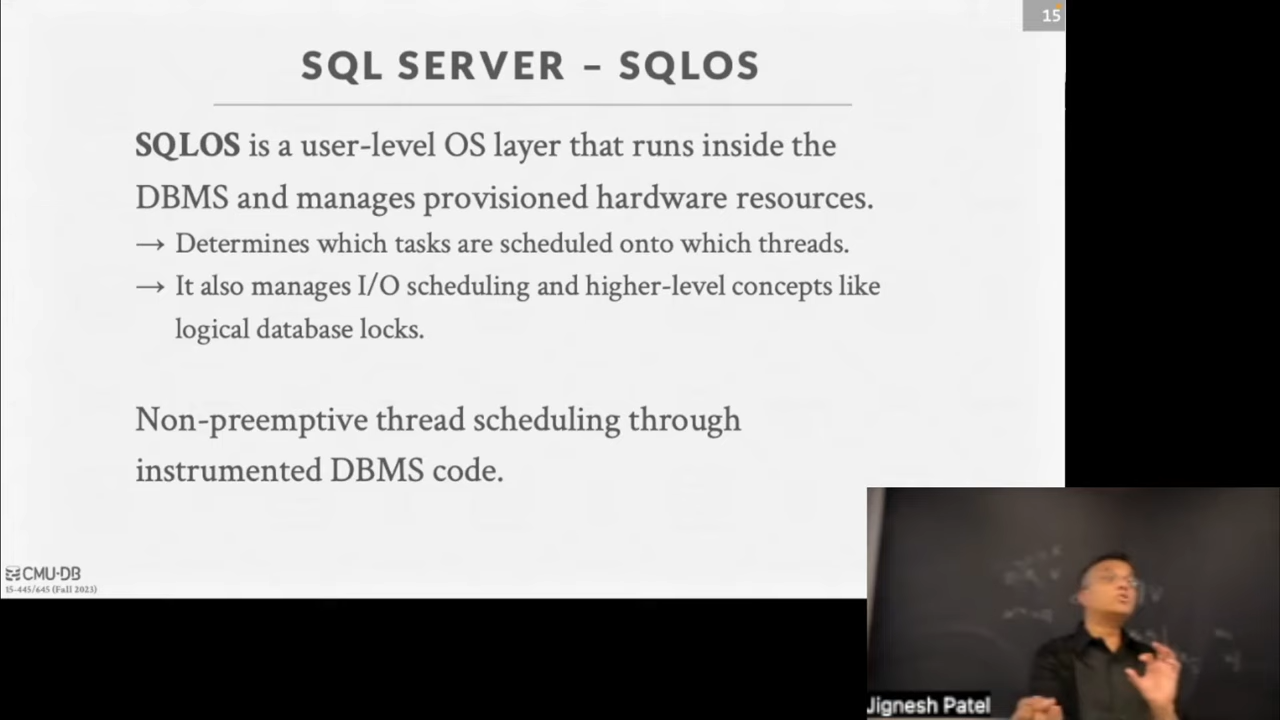 15
SQL SERVER – SQLOS
SQLOS is a user-level OS layer that runs inside the
DBMS and manages provisioned hardware resources.
→ Determines which tasks are scheduled onto which threads.
→ It also manages I/O scheduling and higher-level concepts like
logical database locks.
Non-preemptive thread scheduling through
instrumented DBMS code.
CMU·DB
15-445/645 (Fall 2023)
Jignesh Patel